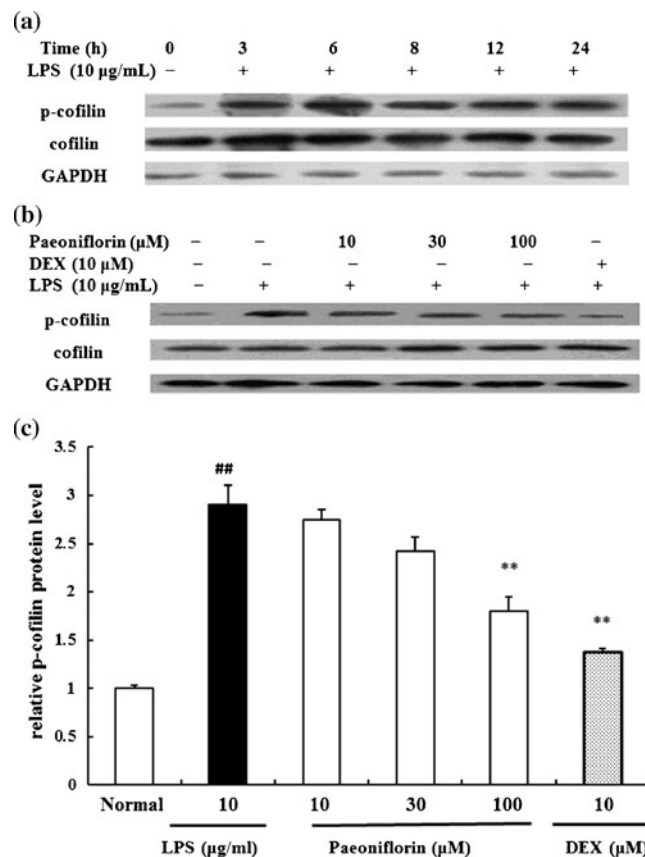 (a)
Time (h) 0 3 6 8 12 24
LPS (10 µg/mL) – + + + + +
p-cofilin
cofilin
GAPDH
(b)
Paeoniflorin (µM) – – 10 30 100 –
DEX (10 µM) – – – – – +
LPS (10 µg/mL) – + + + + +
p-cofilin
cofilin
GAPDH
(c)
relative p-cofilin protein level
3.5
3
2.5
2
1.5
1
0.5
0
##
**
**
Normal 10 10 30 100 10
LPS (µg/ml) Paeoniflorin (µM) DEX (µM)